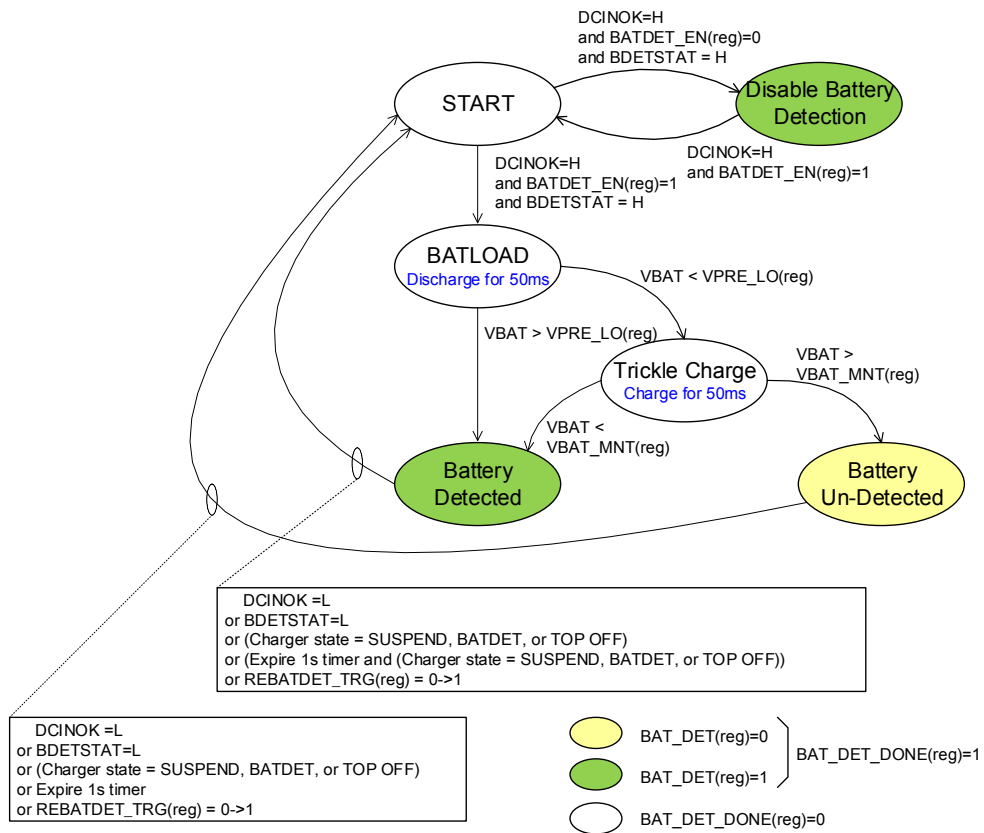 DCINOK=H
and BATDET_EN(reg)=0
and BDETSTAT = H
START
Disable Battery
Detection
DCINOK=H
and BATDET_EN(reg)=1
DCINOK=H
and BATDET_EN(reg)=1
and BDETSTAT = H
BATLOAD
Discharge for 50ms
VBAT < VPRE_LO(reg)
VBAT > VPRE_LO(reg)
Trickle Charge
Charge for 50ms
VBAT >
VBAT_MNT(reg)
VBAT <
VBAT_MNT(reg)
Battery
Detected
Battery
Un-Detected
DCINOK =L
or BDETSTAT=L
or (Charger state = SUSPEND, BATDET, or TOP OFF)
or (Expire 1s timer and (Charger state = SUSPEND, BATDET, or TOP OFF))
or REBATDET_TRG(reg) = 0->1
DCINOK =L
or BDETSTAT=L
or (Charger state = SUSPEND, BATDET, or TOP OFF)
or Expire 1s timer
or REBATDET_TRG(reg) = 0->1
BAT_DET(reg)=0
BAT_DET(reg)=1
BAT_DET_DONE(reg)=1
BAT_DET_DONE(reg)=0